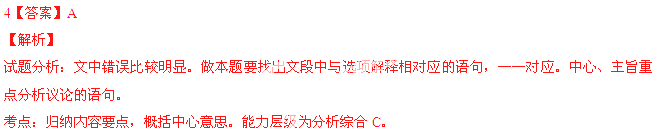 4【答案】A
【解析】
试题分析：文中错误比较明显。做本题要找出文段中与选项解释相对应的语句，一一对应。中心、主旨重
点分析议论的语句。
考点：归纳内容要点，概括中心意思。能力层级为分析综合 C。